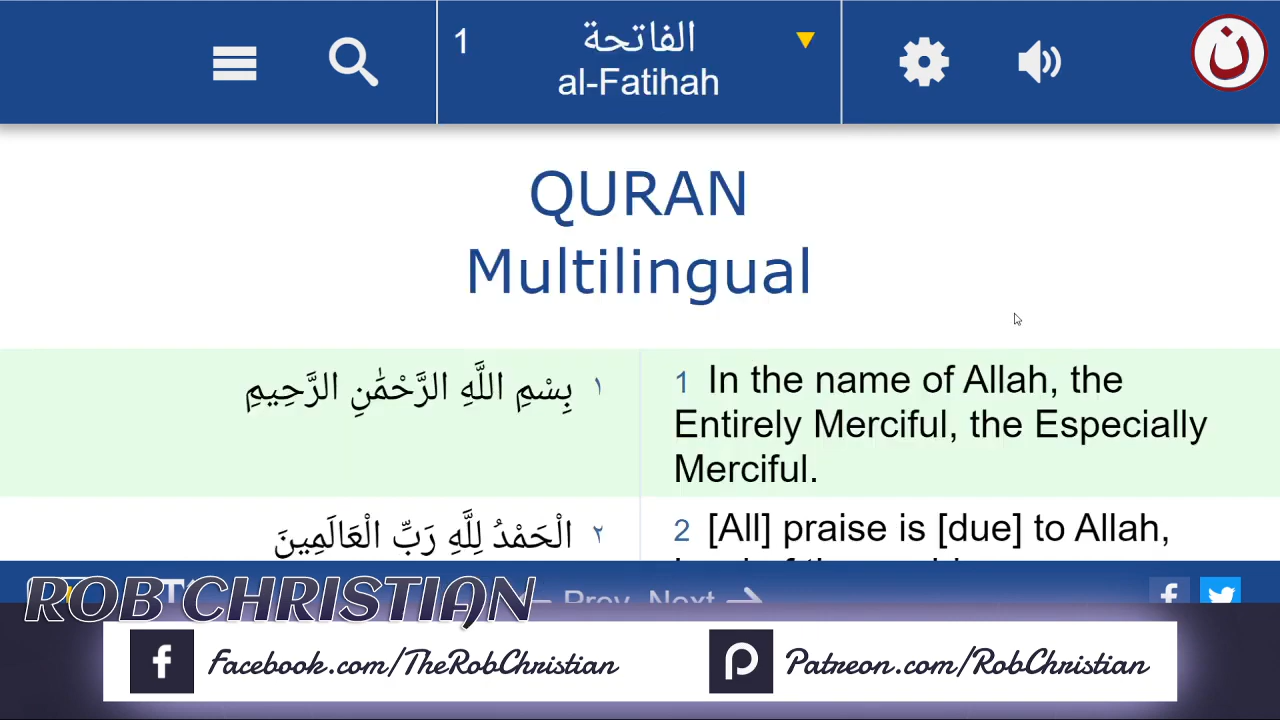 1
الفاتحة
al-Fatihah
ن
QURAN
Multilingual
١ بِسْمِ اللَّهِ الرَّحْمَٰنِ الرَّحِيمِ
1 In the name of Allah, the
Entirely Merciful, the Especially
Merciful.
٢ الْحَمْدُ لِلَّهِ رَبِّ الْعَالَمِينَ
2 [All] praise is [due] to Allah,
← Prev Next →
ROB CHRISTIAN
Facebook.com/TheRobChristian
Patreon.com/RobChristian